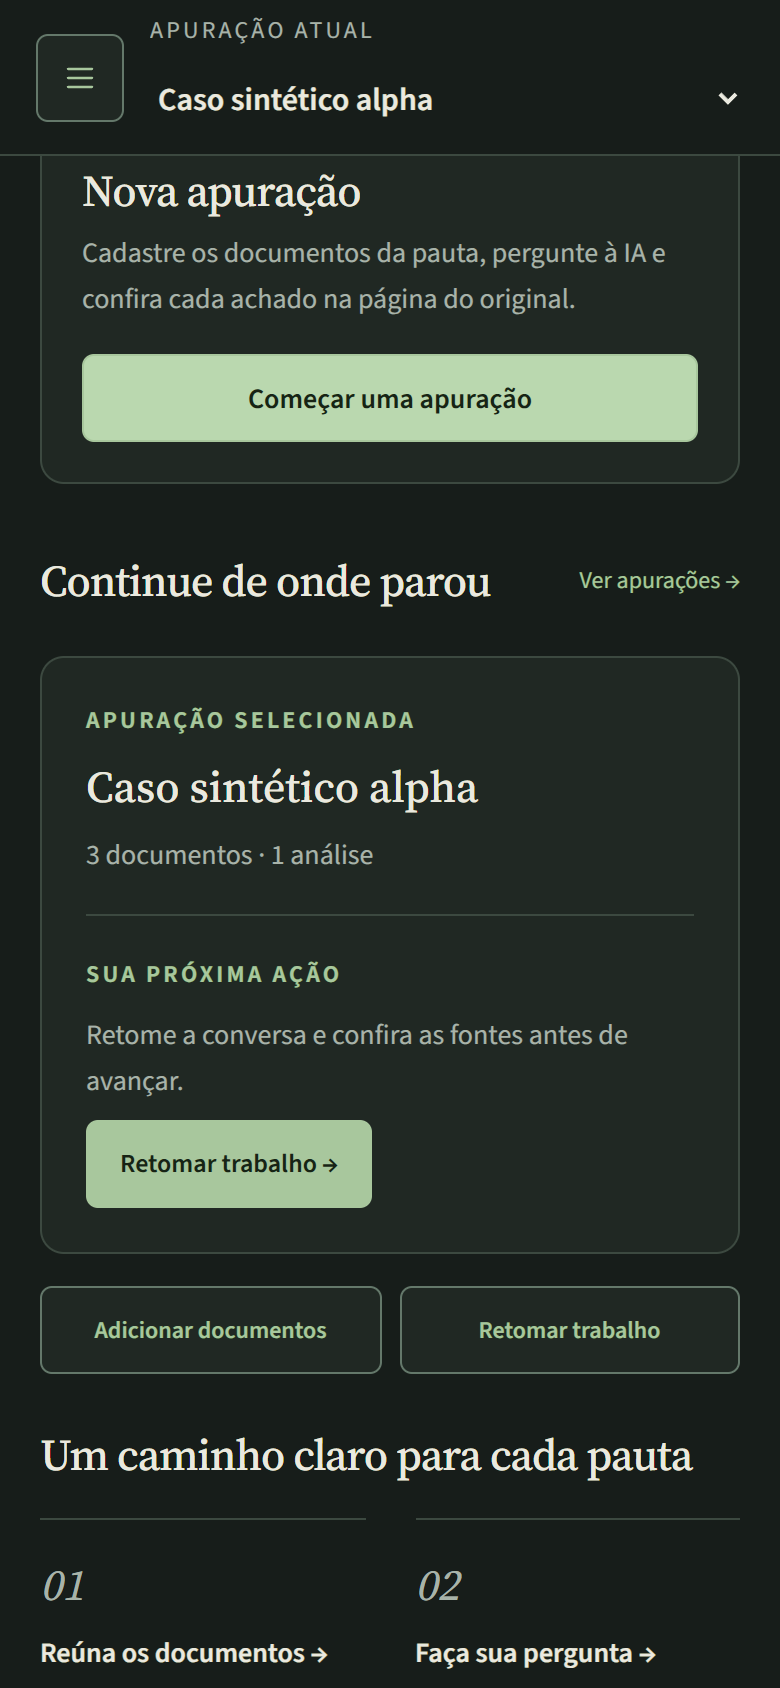 APURAÇÃO ATUAL
Caso sintético alpha
Nova apuração
Cadastre os documentos da pauta, pergunte à IA e
confira cada achado na página do original.
Começar uma apuração
Continue de onde parou
Ver apurações →
APURAÇÃO SELECIONADA
Caso sintético alpha
3 documentos · 1 análise
SUA PRÓXIMA AÇÃO
Retome a conversa e confira as fontes antes de
avançar.
Retomar trabalho →
Adicionar documentos
Retomar trabalho
Um caminho claro para cada pauta
01
Reúna os documentos →
02
Faça sua pergunta →